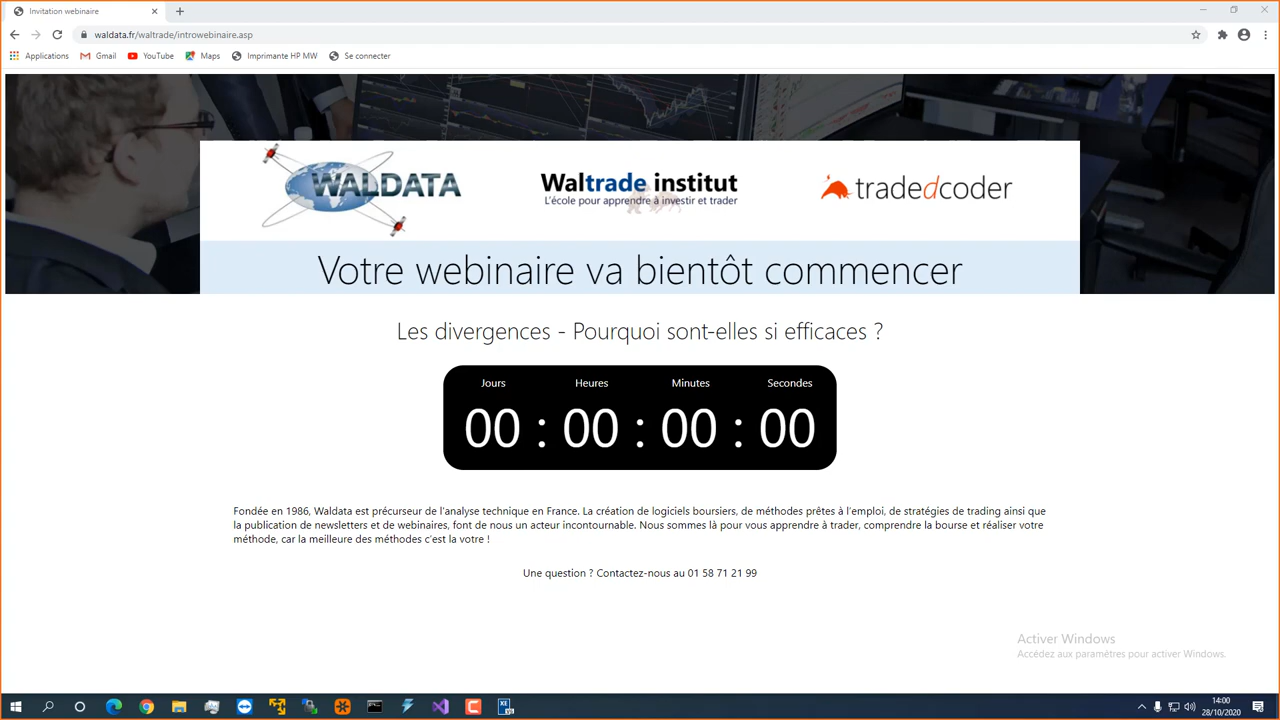 Invitation webinaire
waldata.fr/waltrade/introwebinaire.asp
Applications Gmail YouTube Maps Imprimante HP MW Se connecter
WALDATA
Waltrade institut
L'école pour apprendre à investir et trader
tradedcoder
Votre webinaire va bientôt commencer
Les divergences - Pourquoi sont-elles si efficaces ?
Jours Heures Minutes Secondes
00 : 00 : 00 : 00
Fondée en 1986, Waldata est précurseur de l'analyse technique en France. La création de logiciels boursiers, de méthodes prêtes à l'emploi, de stratégies de trading ainsi que
la publication de newsletters et de webinaires, font de nous un acteur incontournable. Nous sommes là pour vous apprendre à trader, comprendre la bourse et réaliser votre
méthode, car la meilleure des méthodes c'est la votre !
Une question ? Contactez-nous au 01 58 71 21 99
Activer Windows
Accédez aux paramètres pour activer Windows.
14:00
28/10/2020